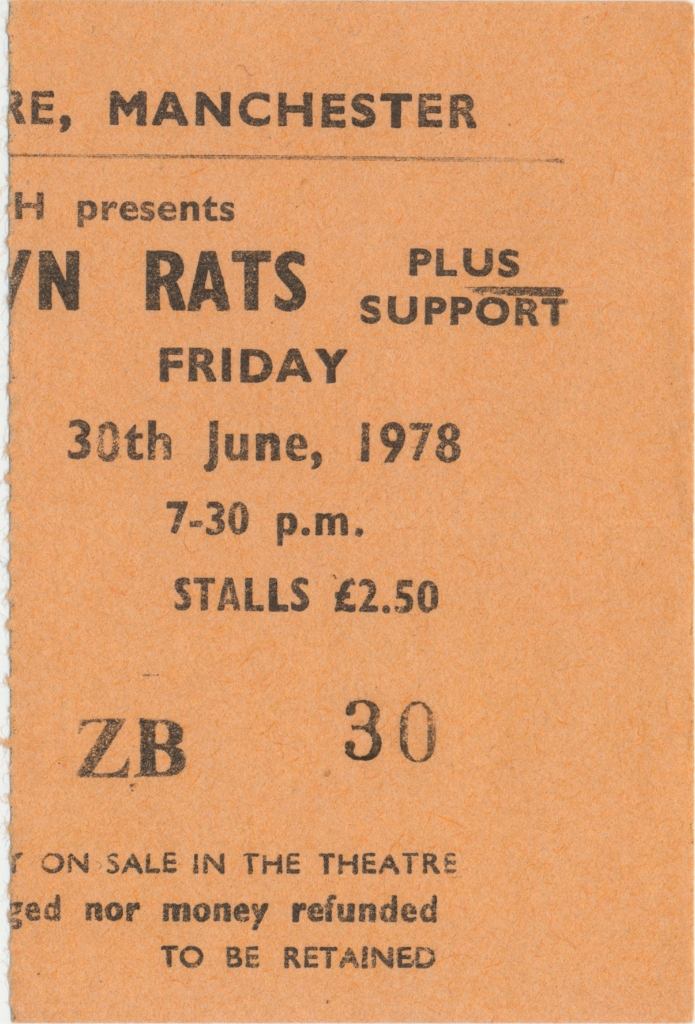 RE, MANCHESTER
H presents
WN RATS PLUS SUPPORT
FRIDAY
30th June, 1978
7-30 p.m.
STALLS £2.50
ZB 30
Y ON SALE IN THE THEATRE
ged nor money refunded
TO BE RETAINED